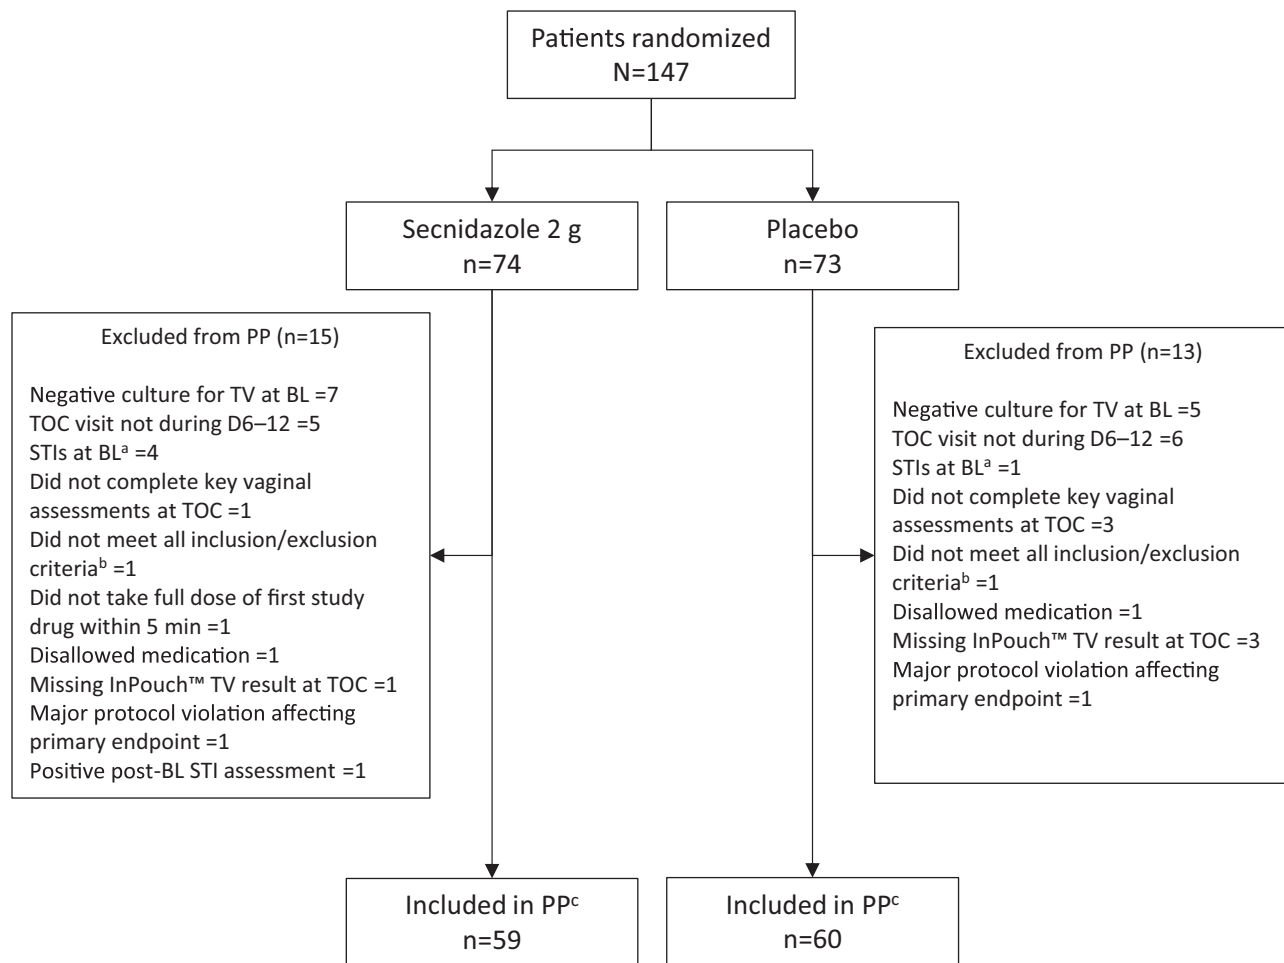 Patients randomized
N=147
Secnidazole 2 g
n=74
Placebo
n=73
Excluded from PP (n=15)
Negative culture for TV at BL =7
TOC visit not during D6–12 =5
STIs at BLᵃ =4
Did not complete key vaginal
assessments at TOC =1
Did not meet all inclusion/exclusion
criteriaᵇ =1
Did not take full dose of first study
drug within 5 min =1
Disallowed medication =1
Missing InPouch™ TV result at TOC =1
Major protocol violation affecting
primary endpoint =1
Positive post-BL STI assessment =1
Excluded from PP (n=13)
Negative culture for TV at BL =5
TOC visit not during D6–12 =6
STIs at BLᵃ =1
Did not complete key vaginal
assessments at TOC =3
Did not meet all inclusion/exclusion
criteriaᵇ =1
Disallowed medication =1
Missing InPouch™ TV result at TOC =3
Major protocol violation affecting
primary endpoint =1
Included in PPᶜ
n=59
Included in PPᶜ
n=60